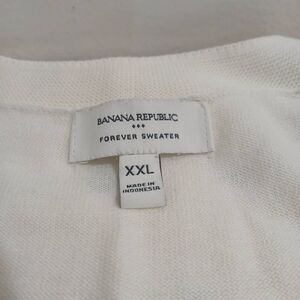 BANANA REPUBLIC
FOREVER SWEATER
XXL
MADE IN
INDONESIA